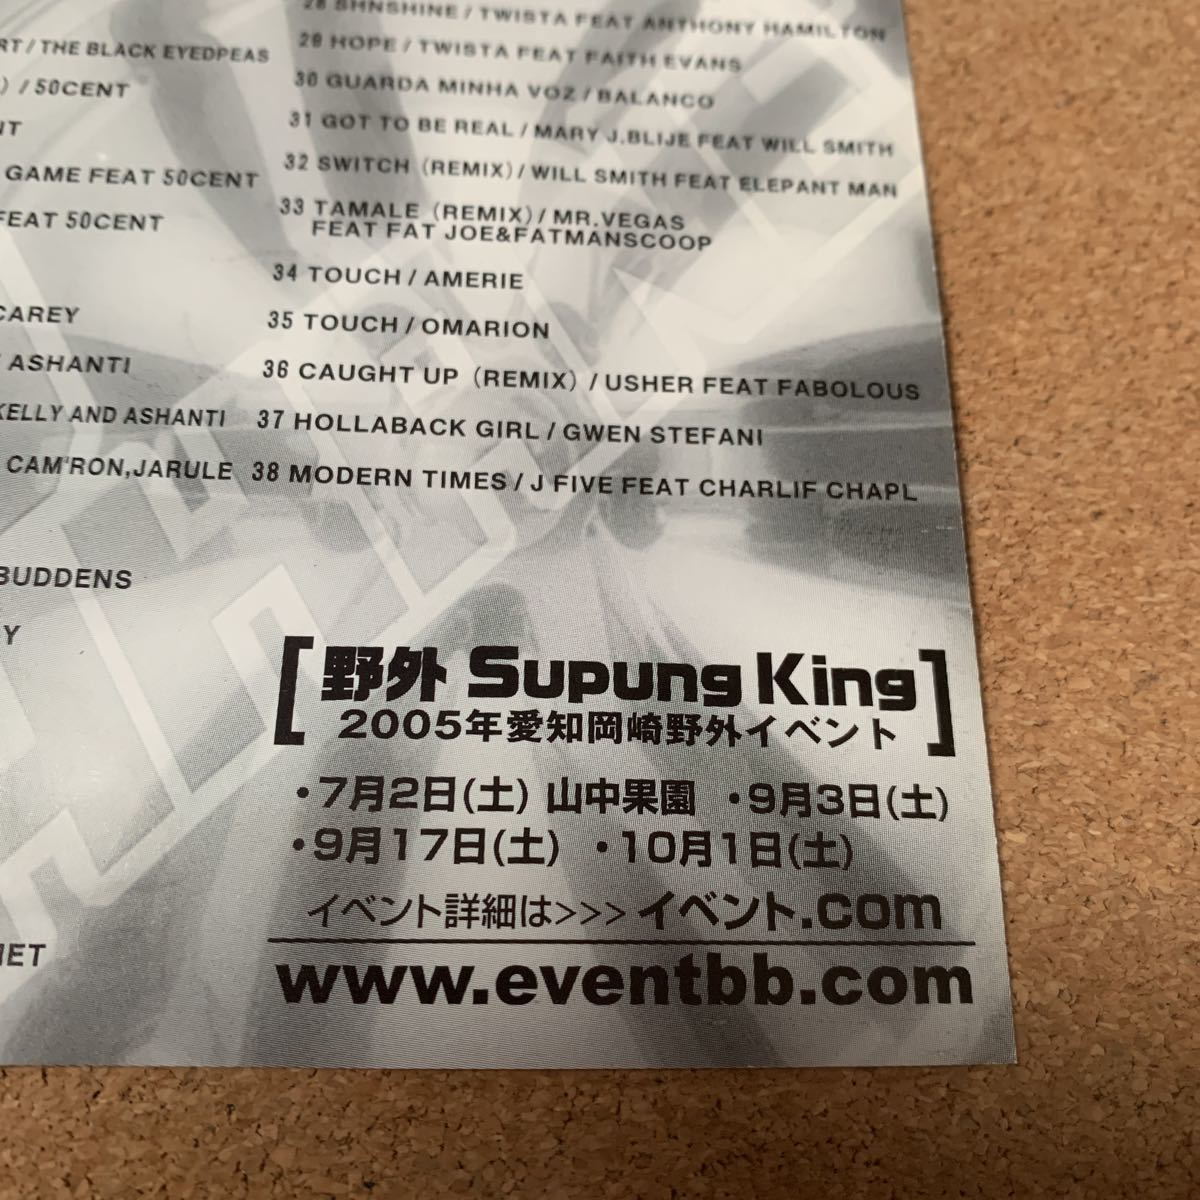 RT / THE BLACK EYEDPEAS
) / 50CENT
NT
GAME FEAT 50CENT
FEAT 50CENT
CAREY
ASHANTI
KELLY AND ASHANTI
CAM'RON,JARULE
BUDDENS
Y
MET
28 SHNSHINE / TWISTA FEAT ANTHONY HAMILTON
29 HOPE / TWISTA FEAT FAITH EVANS
30 GUARDA MINHA VOZ / BALANCO
31 GOT TO BE REAL / MARY J.BLIJE FEAT WILL SMITH
32 SWITCH (REMIX) / WILL SMITH FEAT ELEPANT MAN
33 TAMALE (REMIX) / MR.VEGAS
FEAT FAT JOE&FATMANSCOOP
34 TOUCH / AMERIE
35 TOUCH / OMARION
36 CAUGHT UP (REMIX) / USHER FEAT FABOLOUS
37 HOLLABACK GIRL / GWEN STEFANI
38 MODERN TIMES / J FIVE FEAT CHARLIF CHAPL
[野外 Supung King]
2005年愛知岡崎野外イベント
・7月2日(土) 山中果園 ・9月3日(土)
・9月17日(土) ・10月1日(土)
イベント詳細は>>>イベント.com
www.eventbb.com